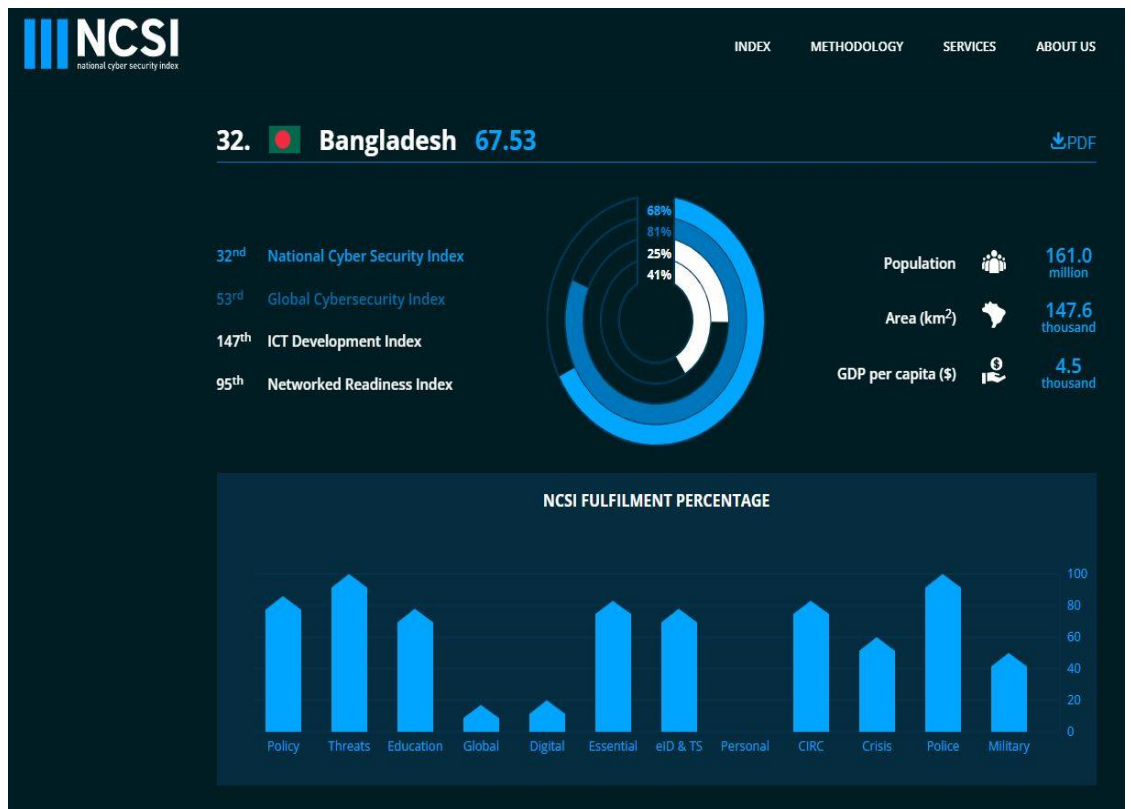 NCSI
national cyber security index
INDEX METHODOLOGY SERVICES ABOUT US
32. Bangladesh 67.53
PDF
68%
81%
25%
41%
32nd National Cyber Security Index
53rd Global Cybersecurity Index
147th ICT Development Index
95th Networked Readiness Index
Population 161.0 million
Area (km2) 147.6 thousand
GDP per capita ($) 4.5 thousand
NCSI FULFILMENT PERCENTAGE
100
80
60
40
20
0
Policy Threats Education Global Digital Essential eID & TS Personal CIRC Crisis Police Military